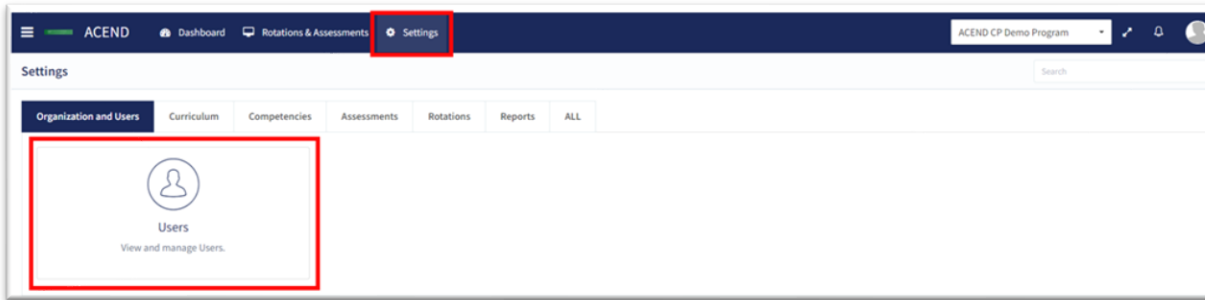 ACEND Dashboard Rotations & Assessments Settings ACEND CP Demo Program
Settings Search
Organization and Users Curriculum Competencies Assessments Rotations Reports ALL
Users
View and manage Users.